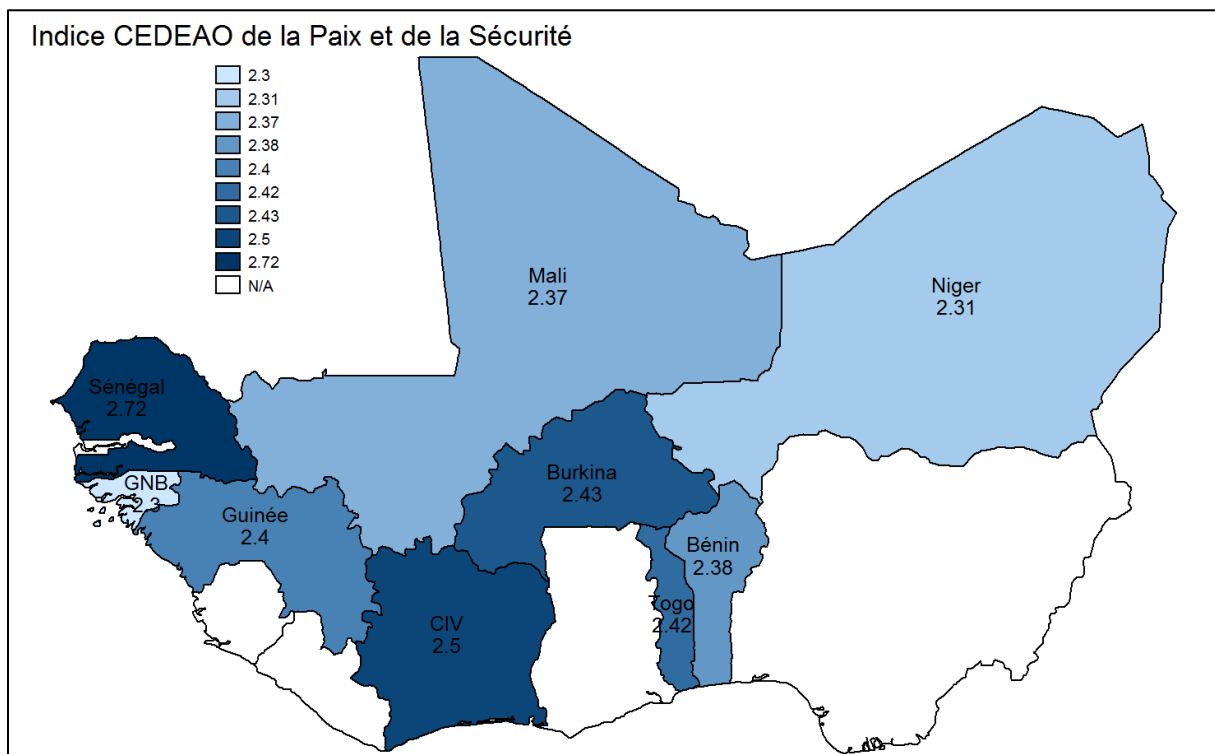 Indice CEDEAO de la Paix et de la Sécurité
2.3
2.31
2.37
2.38
2.4
2.42
2.43
2.5
2.72
N/A
Mali
2.37
Niger
2.31
Sénégal
2.72
Burkina
2.43
GNB
2.3
Guinée
2.4
Bénin
2.38
Togo
2.42
CIV
2.5